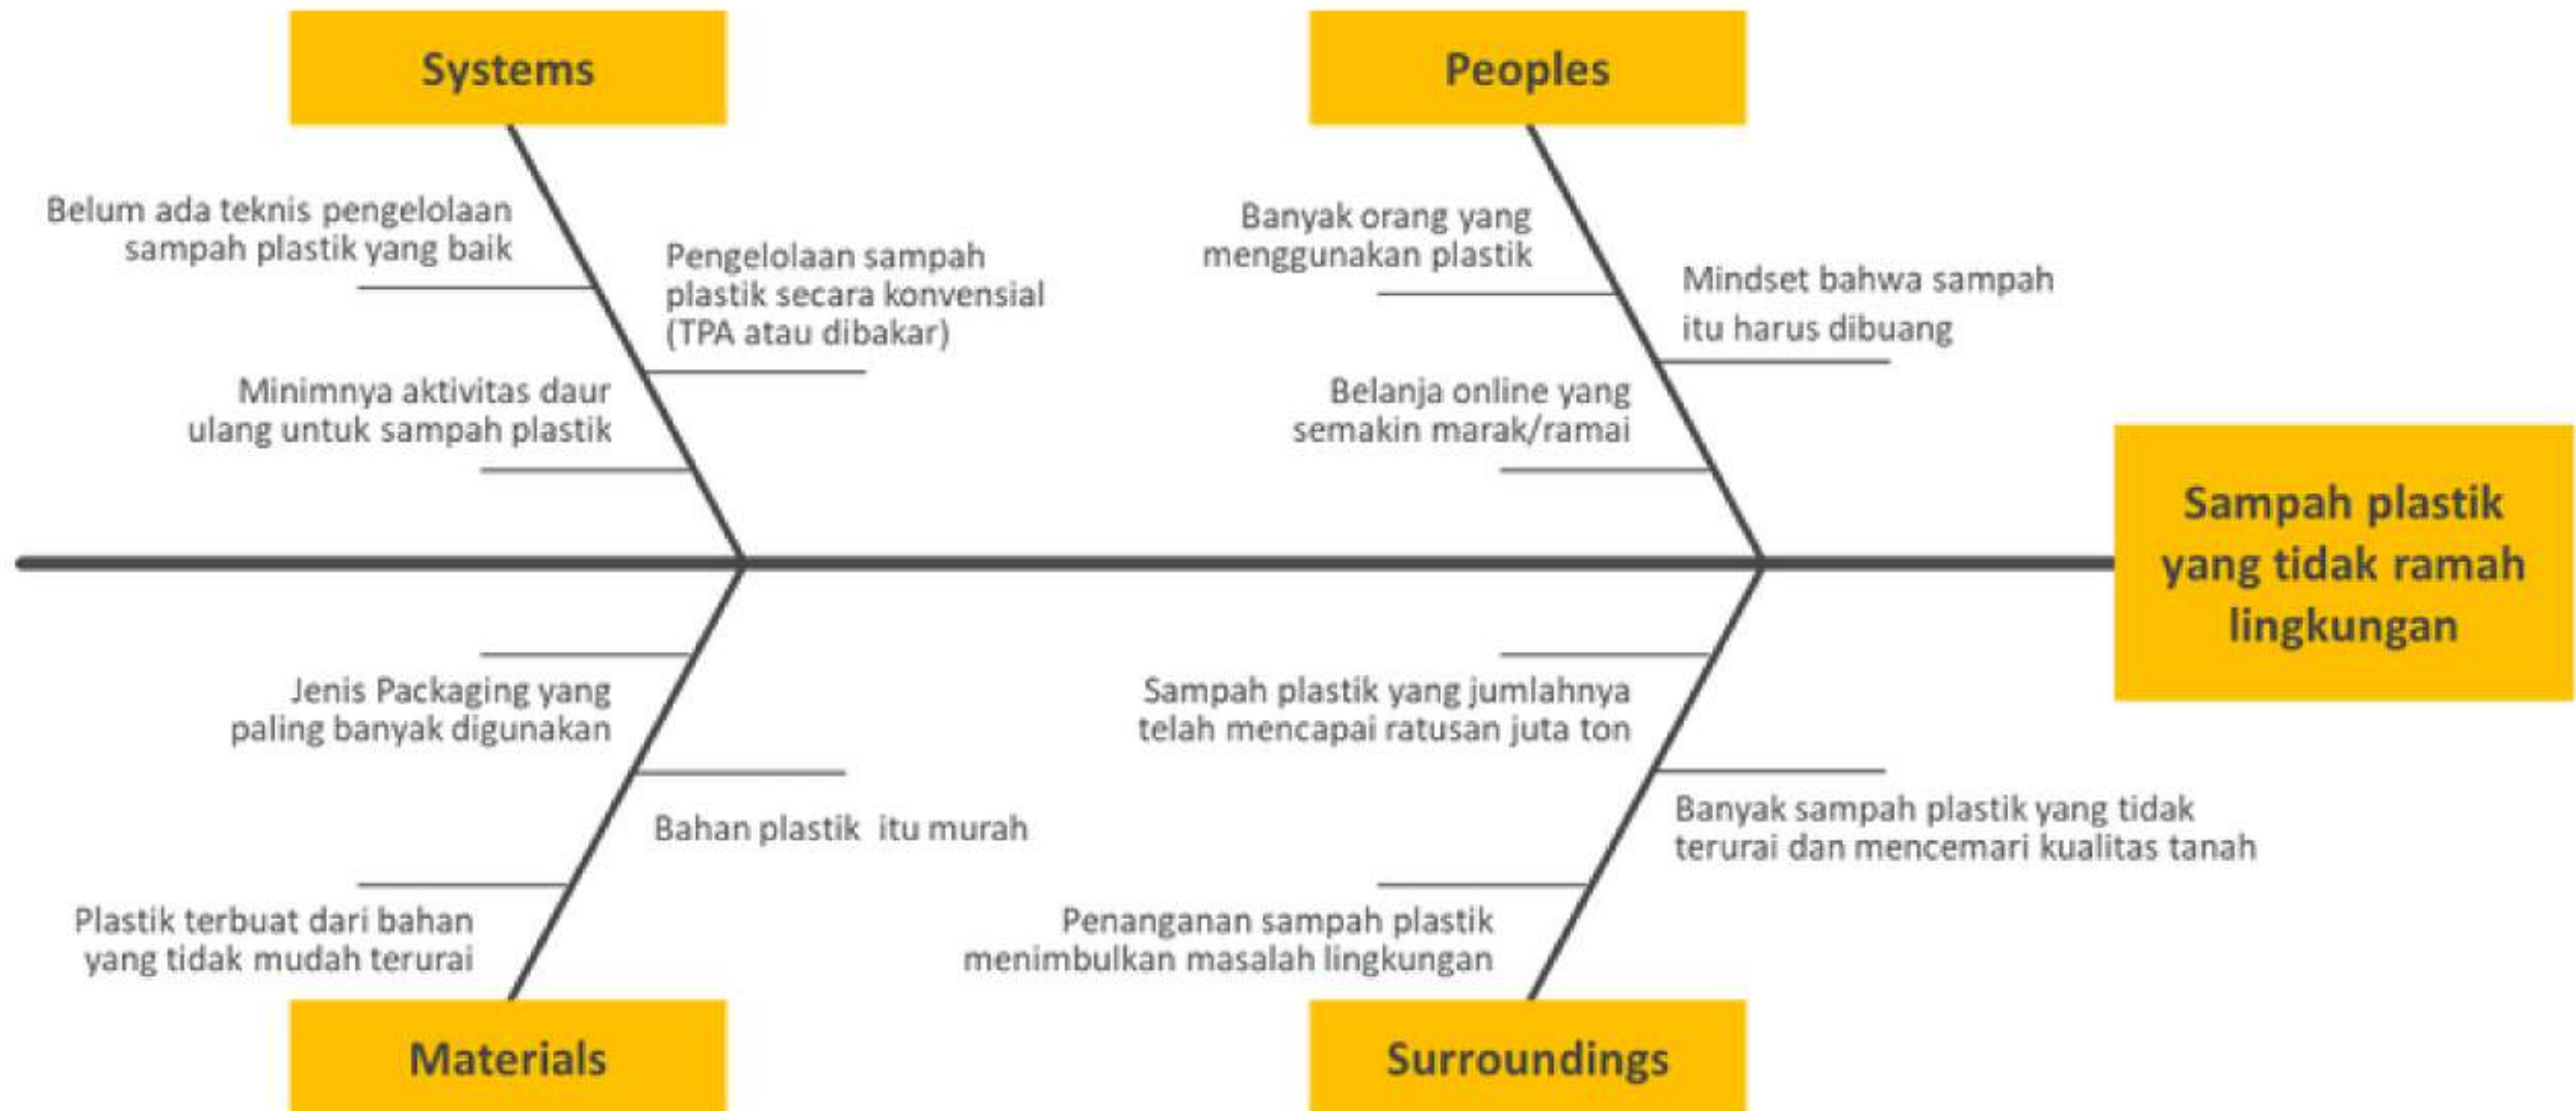 Systems
Peoples
Belum ada teknis pengelolaan
sampah plastik yang baik
Pengelolaan sampah
plastik secara konvensial
(TPA atau dibakar)
Minimnya aktivitas daur
ulang untuk sampah plastik
Banyak orang yang
menggunakan plastik
Mindset bahwa sampah
itu harus dibuang
Belanja online yang
semakin marak/ramai
Sampah plastik
yang tidak ramah
lingkungan
Jenis Packaging yang
paling banyak digunakan
Bahan plastik itu murah
Plastik terbuat dari bahan
yang tidak mudah terurai
Sampah plastik yang jumlahnya
telah mencapai ratusan juta ton
Banyak sampah plastik yang tidak
terurai dan mencemari kualitas tanah
Penanganan sampah plastik
menimbulkan masalah lingkungan
Materials
Surroundings